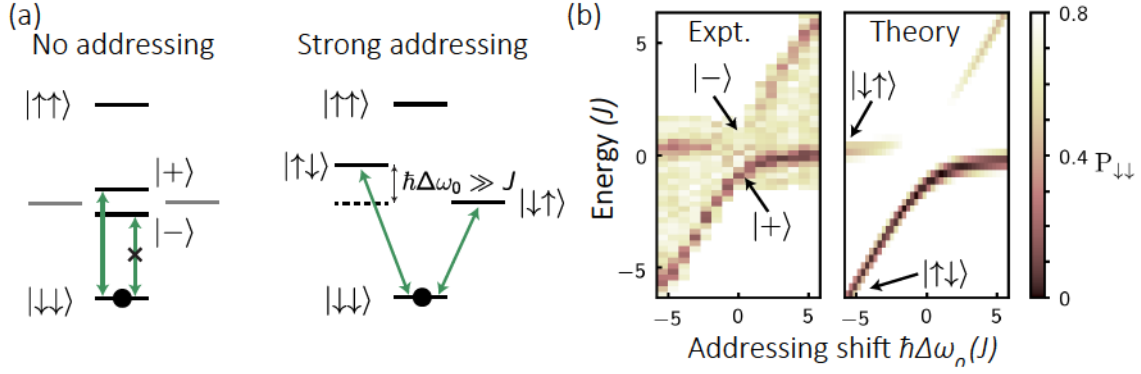 (a)
No addressing
Strong addressing
|↑↑⟩
|↑↑⟩
|+⟩
|−⟩
|↑↓⟩
ħΔω₀ ≫ J
|↓↑⟩
|↓↓⟩
|↓↓⟩
(b)
Expt.
Theory
|−⟩
|+⟩
|↓↑⟩
|↑↓⟩
Energy (J)
5
0
−5
−5
0
5
−5
0
5
Addressing shift ħΔω₀(J)
0.8
0.4
0
P↓↓